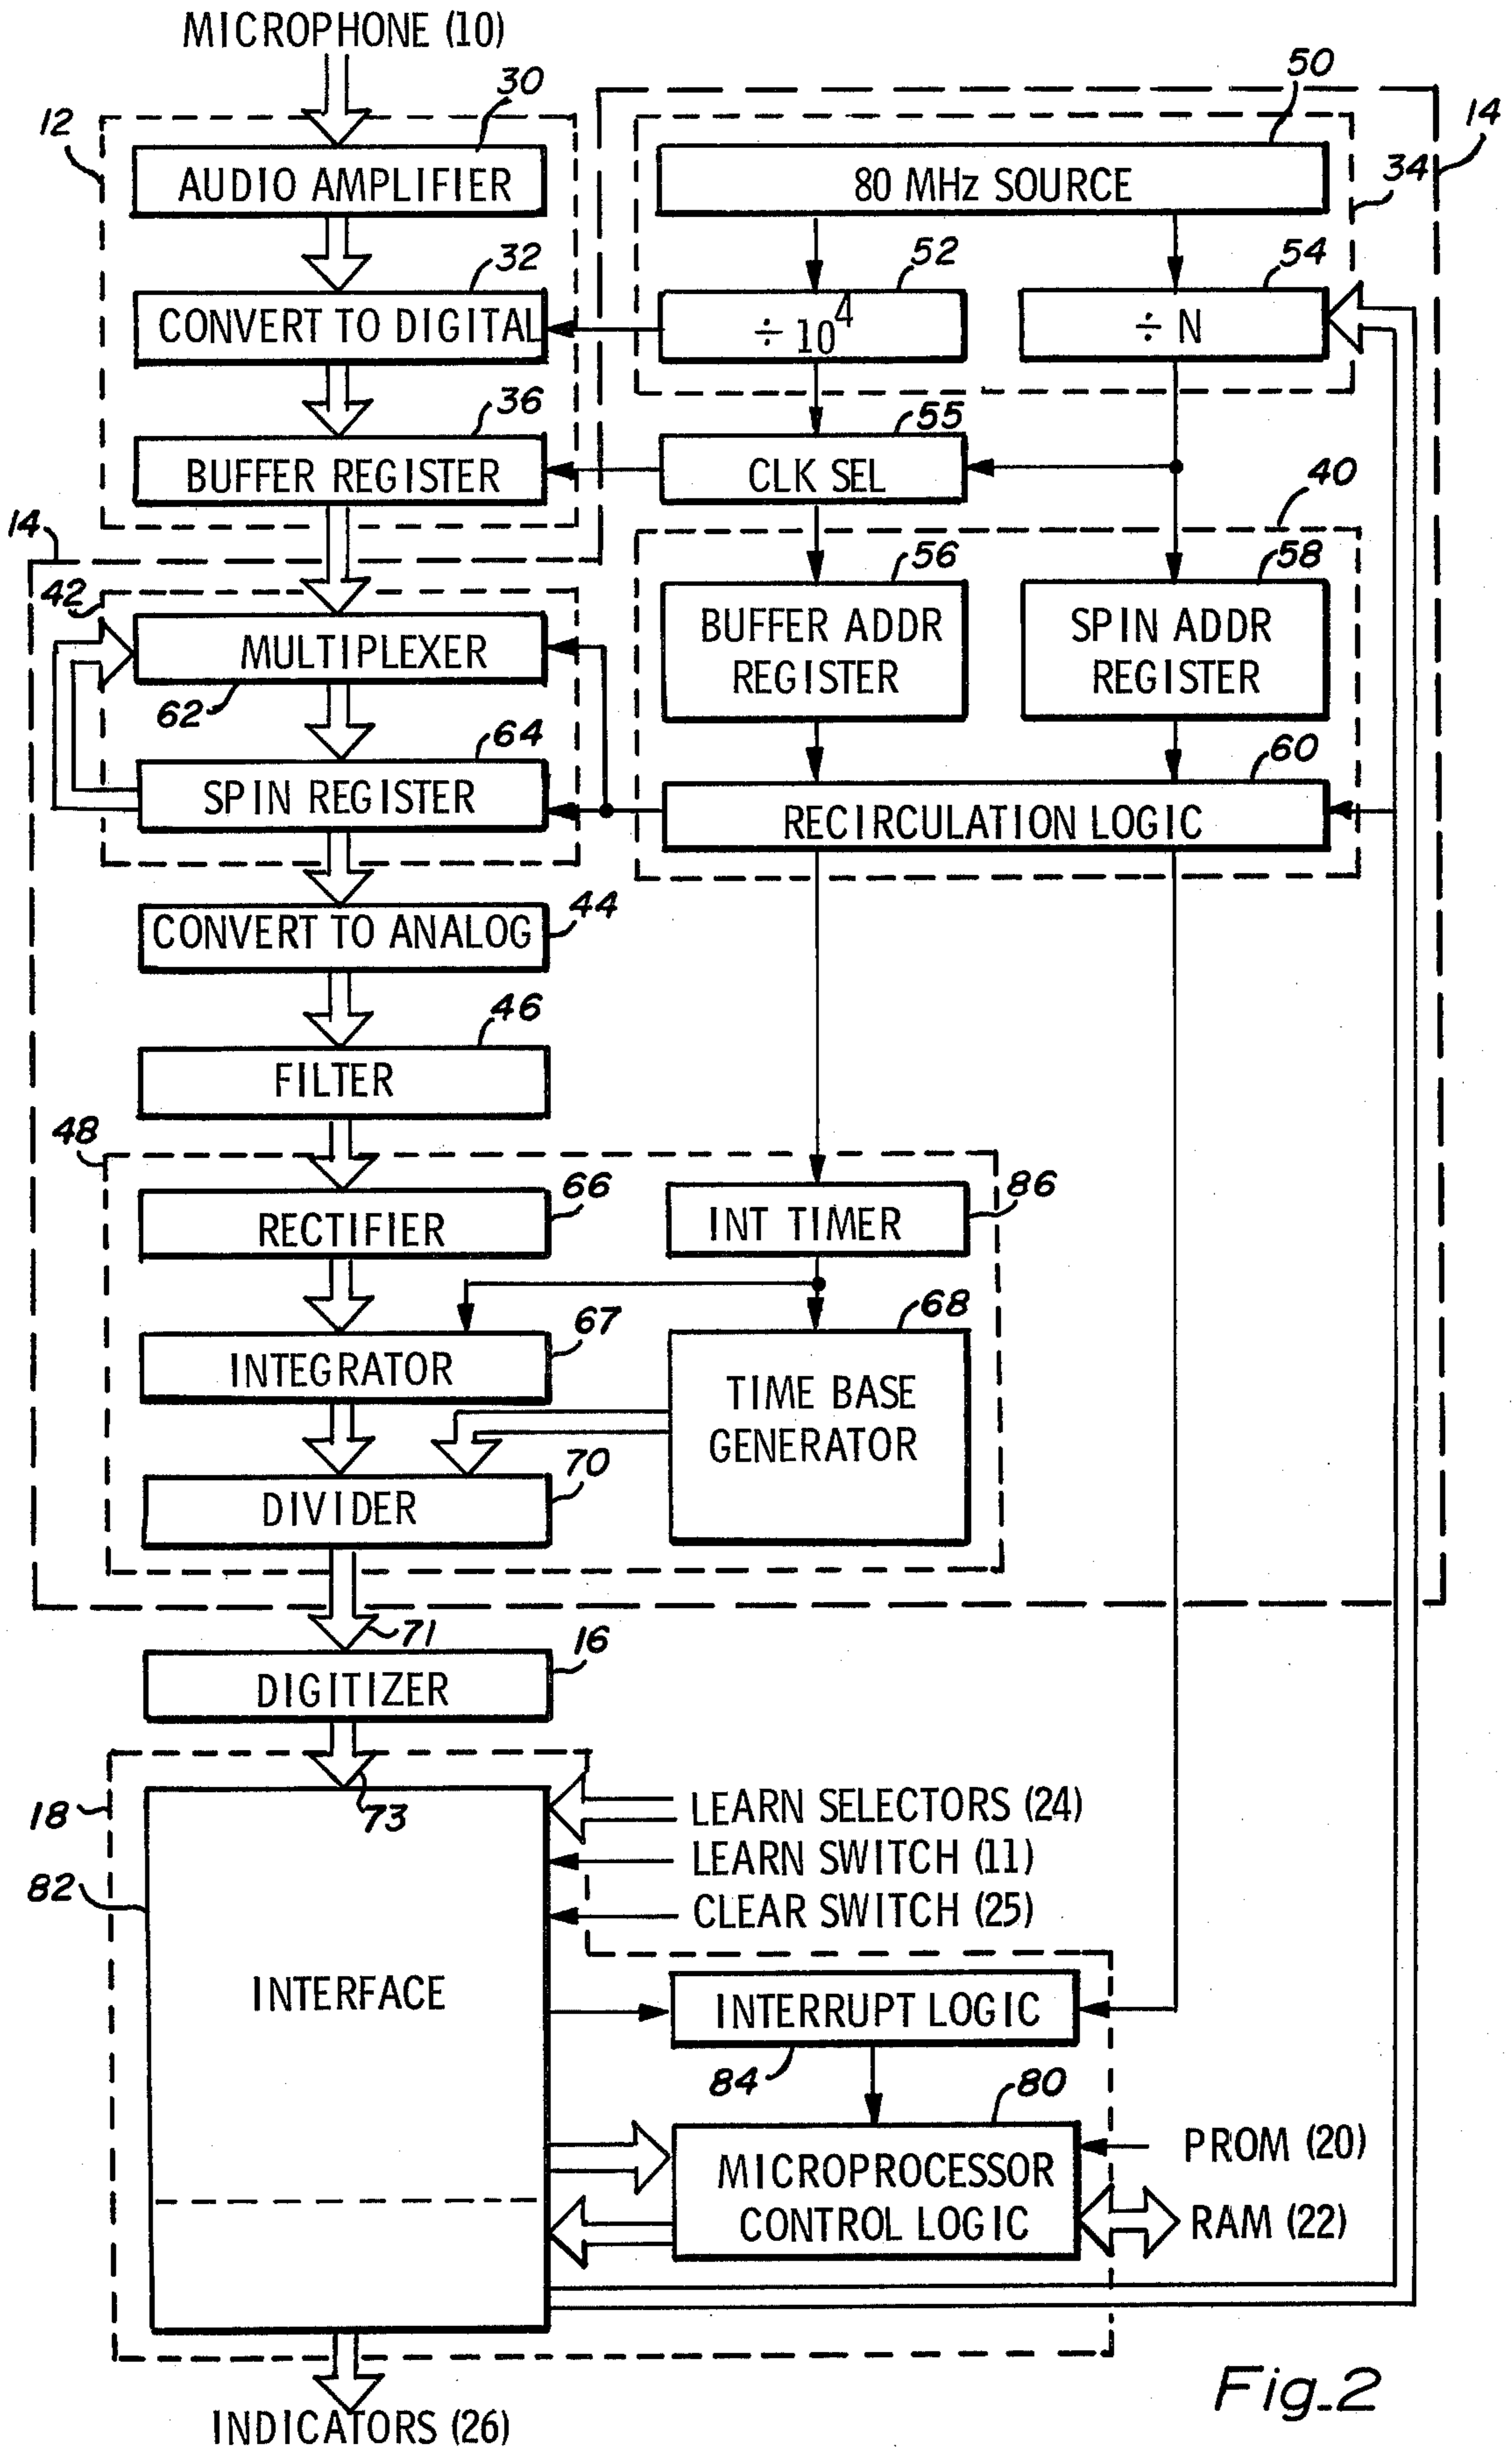 MICROPHONE (10)
50
12
30
14
AUDIO AMPLIFIER
80 MHz SOURCE
34
32
52
54
CONVERT TO DIGITAL
÷ 10⁴
÷ N
36
55
BUFFER REGISTER
CLK SEL
40
14
42
56
58
MULTIPLEXER
BUFFER ADDR
REGISTER
SPIN ADDR
REGISTER
62
64
60
SPIN REGISTER
RECIRCULATION LOGIC
CONVERT TO ANALOG
44
46
FILTER
48
66
86
RECTIFIER
INT TIMER
67
68
INTEGRATOR
TIME BASE
GENERATOR
70
DIVIDER
71
16
DIGITIZER
18
73
LEARN SELECTORS (24)
LEARN SWITCH (11)
82
CLEAR SWITCH (25)
INTERFACE
INTERRUPT LOGIC
84
80
PROM (20)
MICROPROCESSOR
CONTROL LOGIC
RAM (22)
INDICATORS (26)
Fig_2